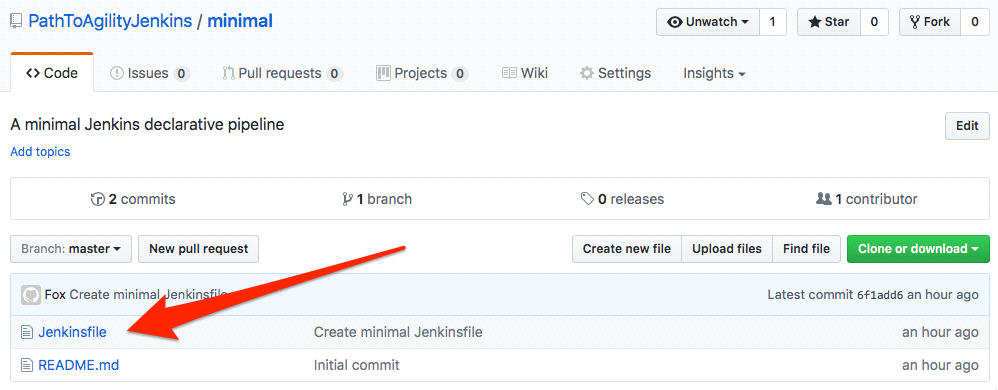 PathToAgilityJenkins / minimal
Unwatch 1 Star 0 Fork 0
Code Issues 0 Pull requests 0 Projects 0 Wiki Settings Insights
A minimal Jenkins declarative pipeline
Edit
Add topics
2 commits 1 branch 0 releases 1 contributor
Branch: master New pull request Create new file Upload files Find file Clone or download
Fox Create minimal Jenkinsfile Latest commit 6f1add6 an hour ago
Jenkinsfile Create minimal Jenkinsfile an hour ago
README.md Initial commit an hour ago